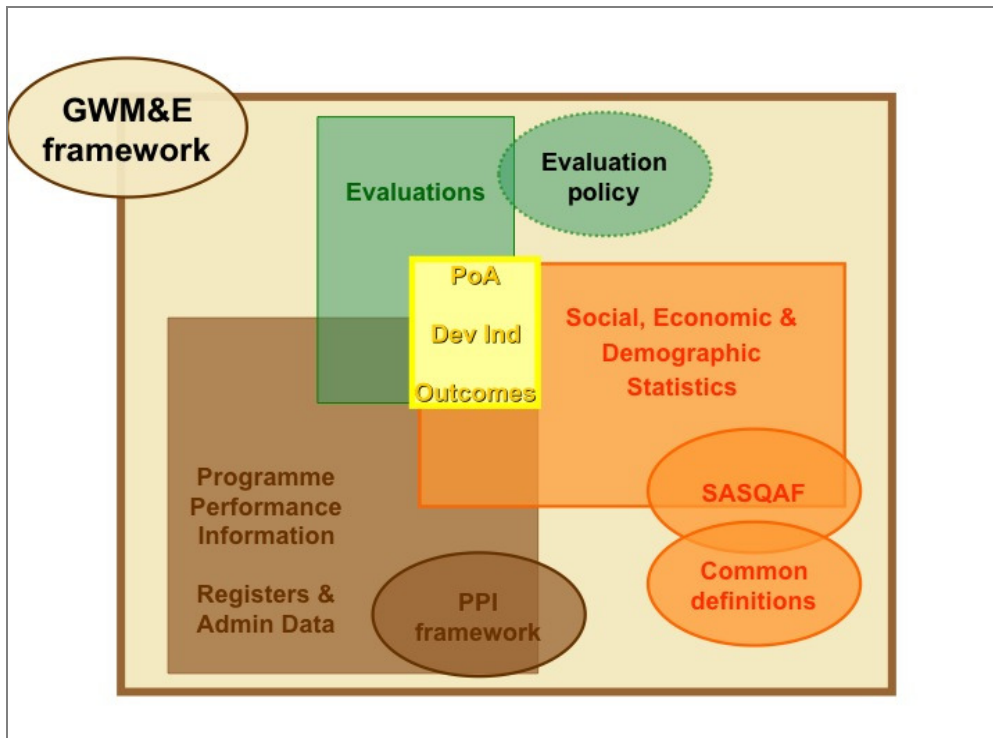 GWM&E
framework
Evaluations
Evaluation
policy
PoA
Dev Ind
Outcomes
Social, Economic &
Demographic
Statistics
Programme
Performance
Information
Registers &
Admin Data
PPI
framework
SASQAF
Common
definitions